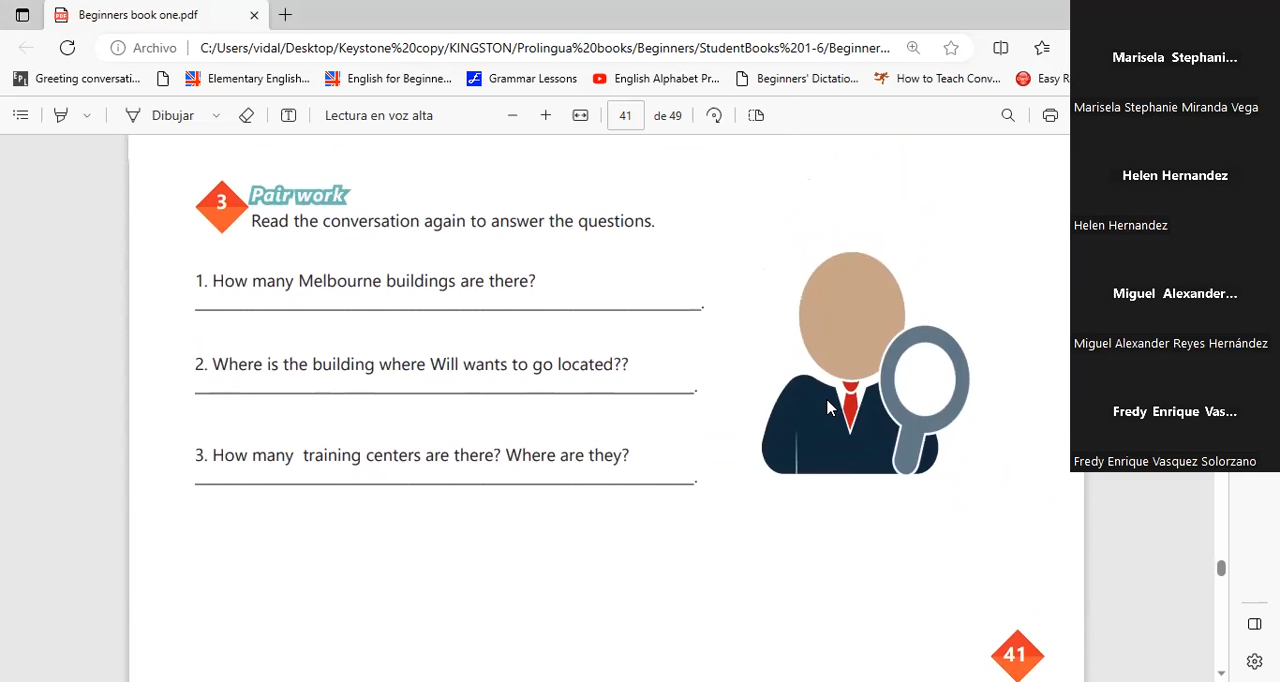 Beginners book one.pdf
Archivo
C:/Users/vidal/Desktop/Keystone%20copy/KINGSTON/Prolingua%20books/Beginners/StudentBooks%201-6/Beginner...
Greeting conversati...
Elementary English...
English for Beginne...
Grammar Lessons
English Alphabet Pr...
Beginners' Dictatio...
How to Teach Conv...
Easy R
Dibujar
Lectura en voz alta
41
de 49
3
Pair work
Read the conversation again to answer the questions.
1. How many Melbourne buildings are there?
2. Where is the building where Will wants to go located??
3. How many  training centers are there? Where are they?
41
Marisela Stephani...
Marisela Stephanie Miranda Vega
Helen Hernandez
Helen Hernandez
Miguel Alexander...
Miguel Alexander Reyes Hernández
Fredy Enrique Vas...
Fredy Enrique Vasquez Solorzano